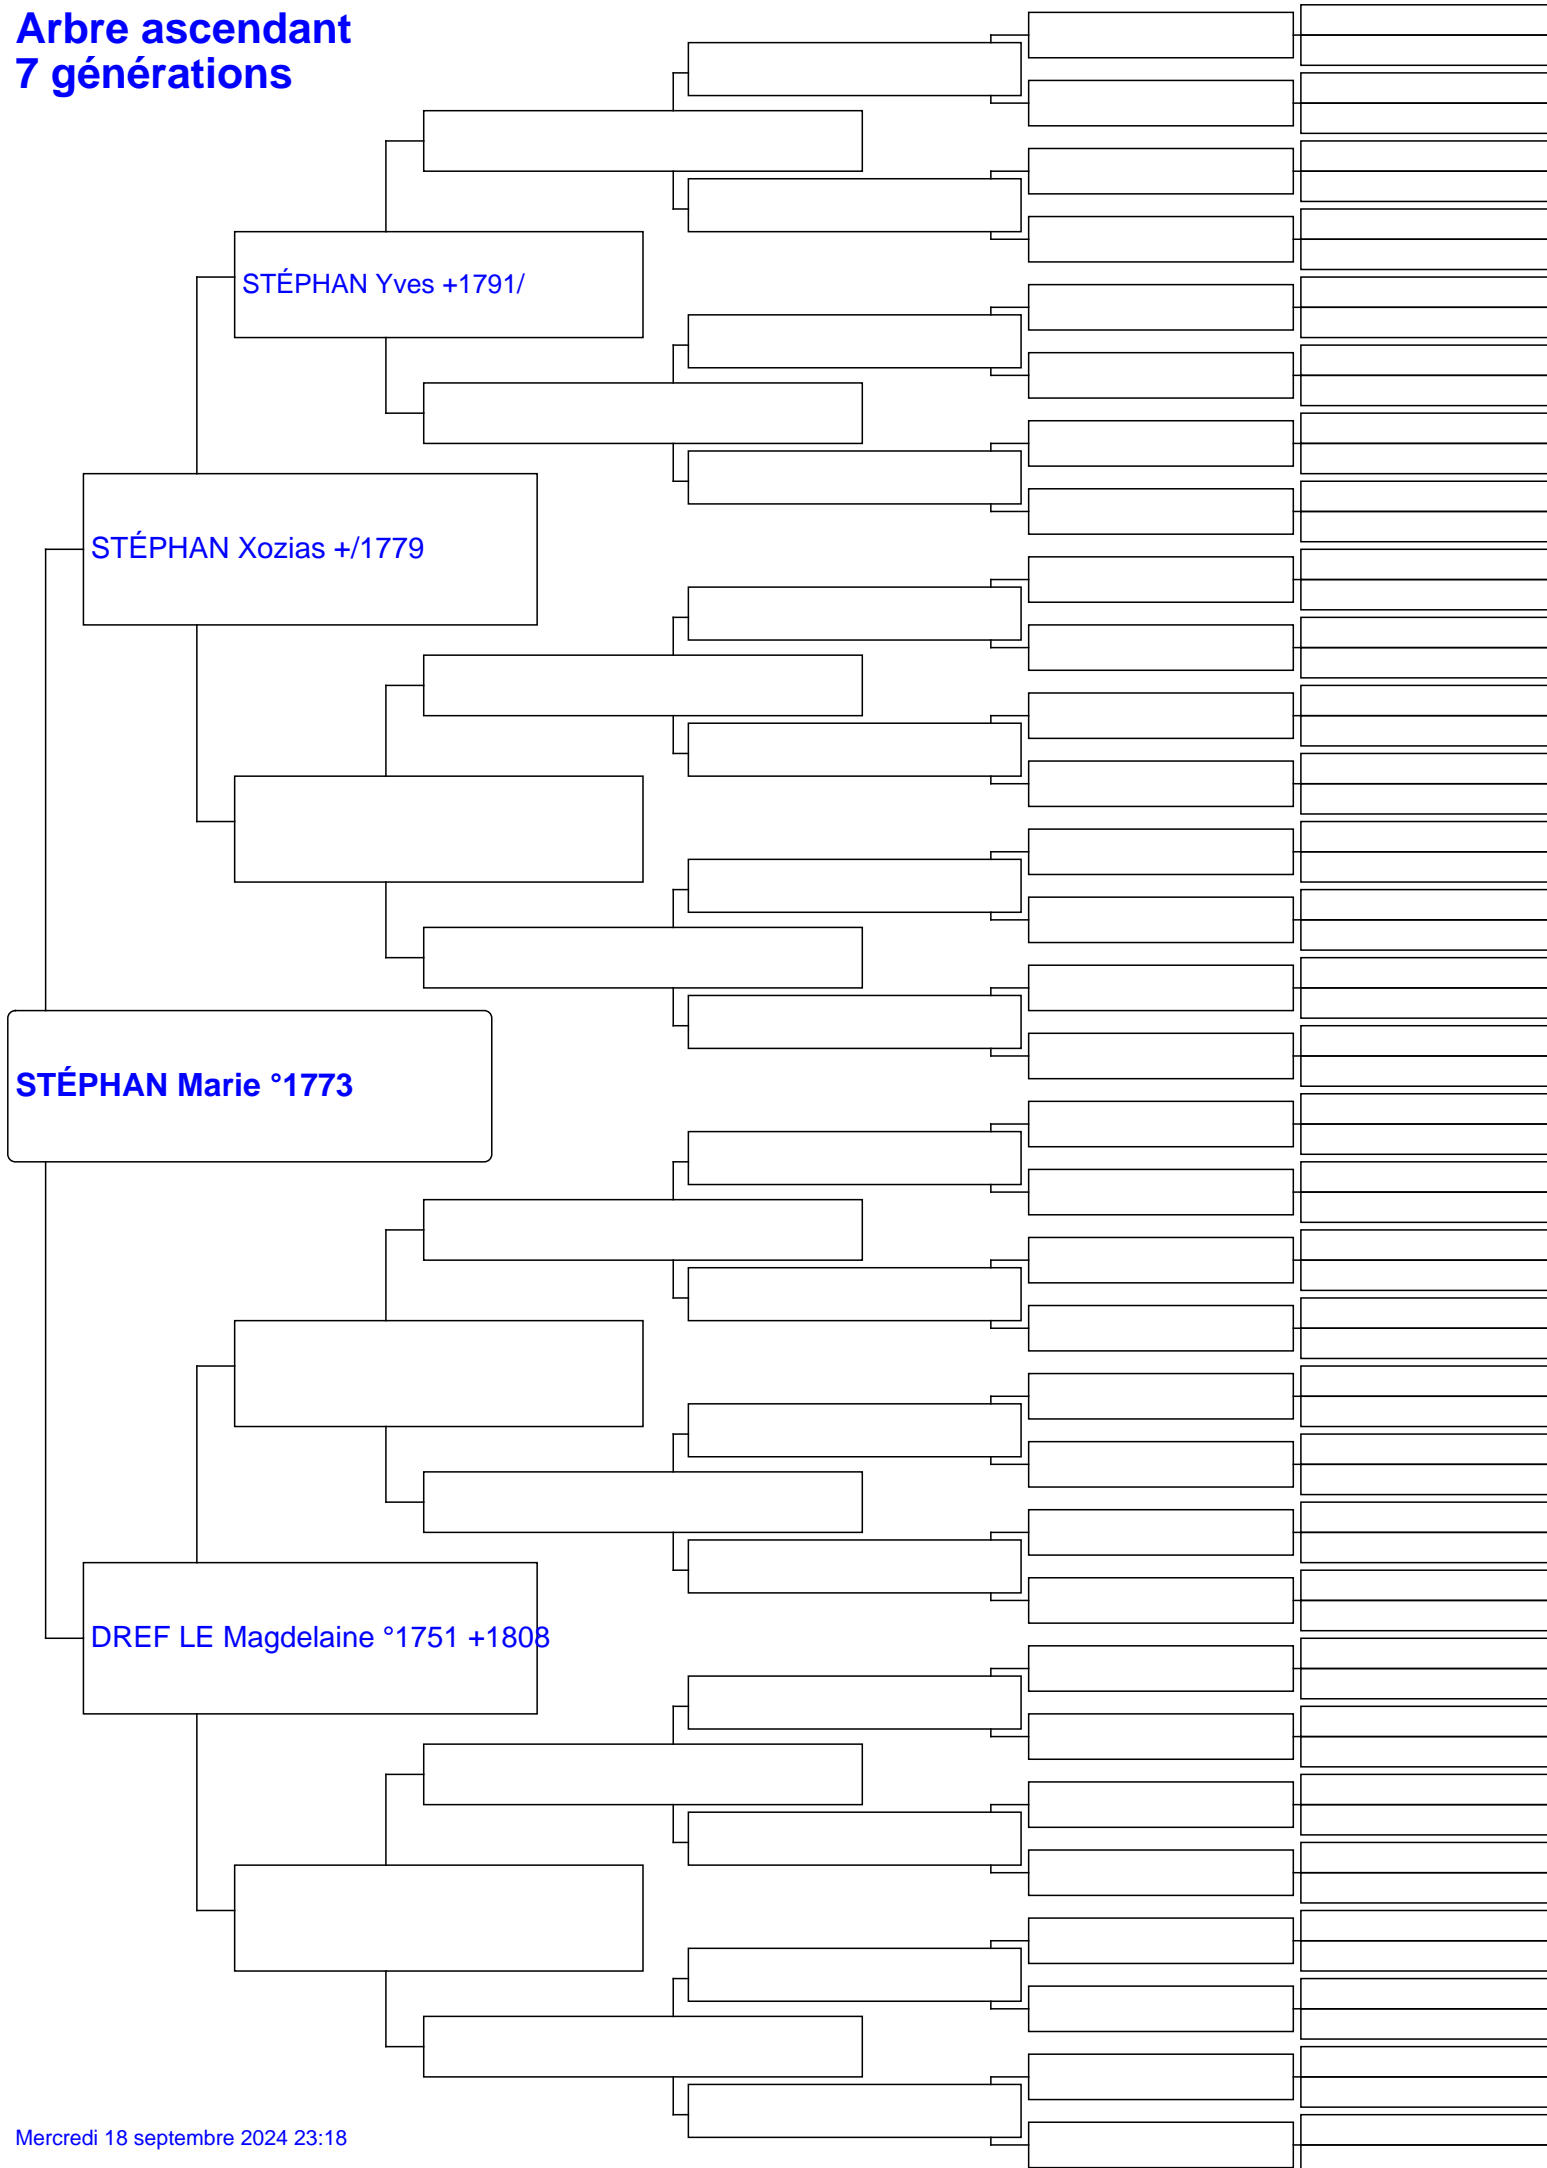 Arbre ascendant
7 générations
STÉPHAN Yves +1791/
STÉPHAN Xozias +/1779
STÉPHAN Marie °1773
DREF LE Magdelaine °1751 +1808
Mercredi 18 septembre 2024 23:18